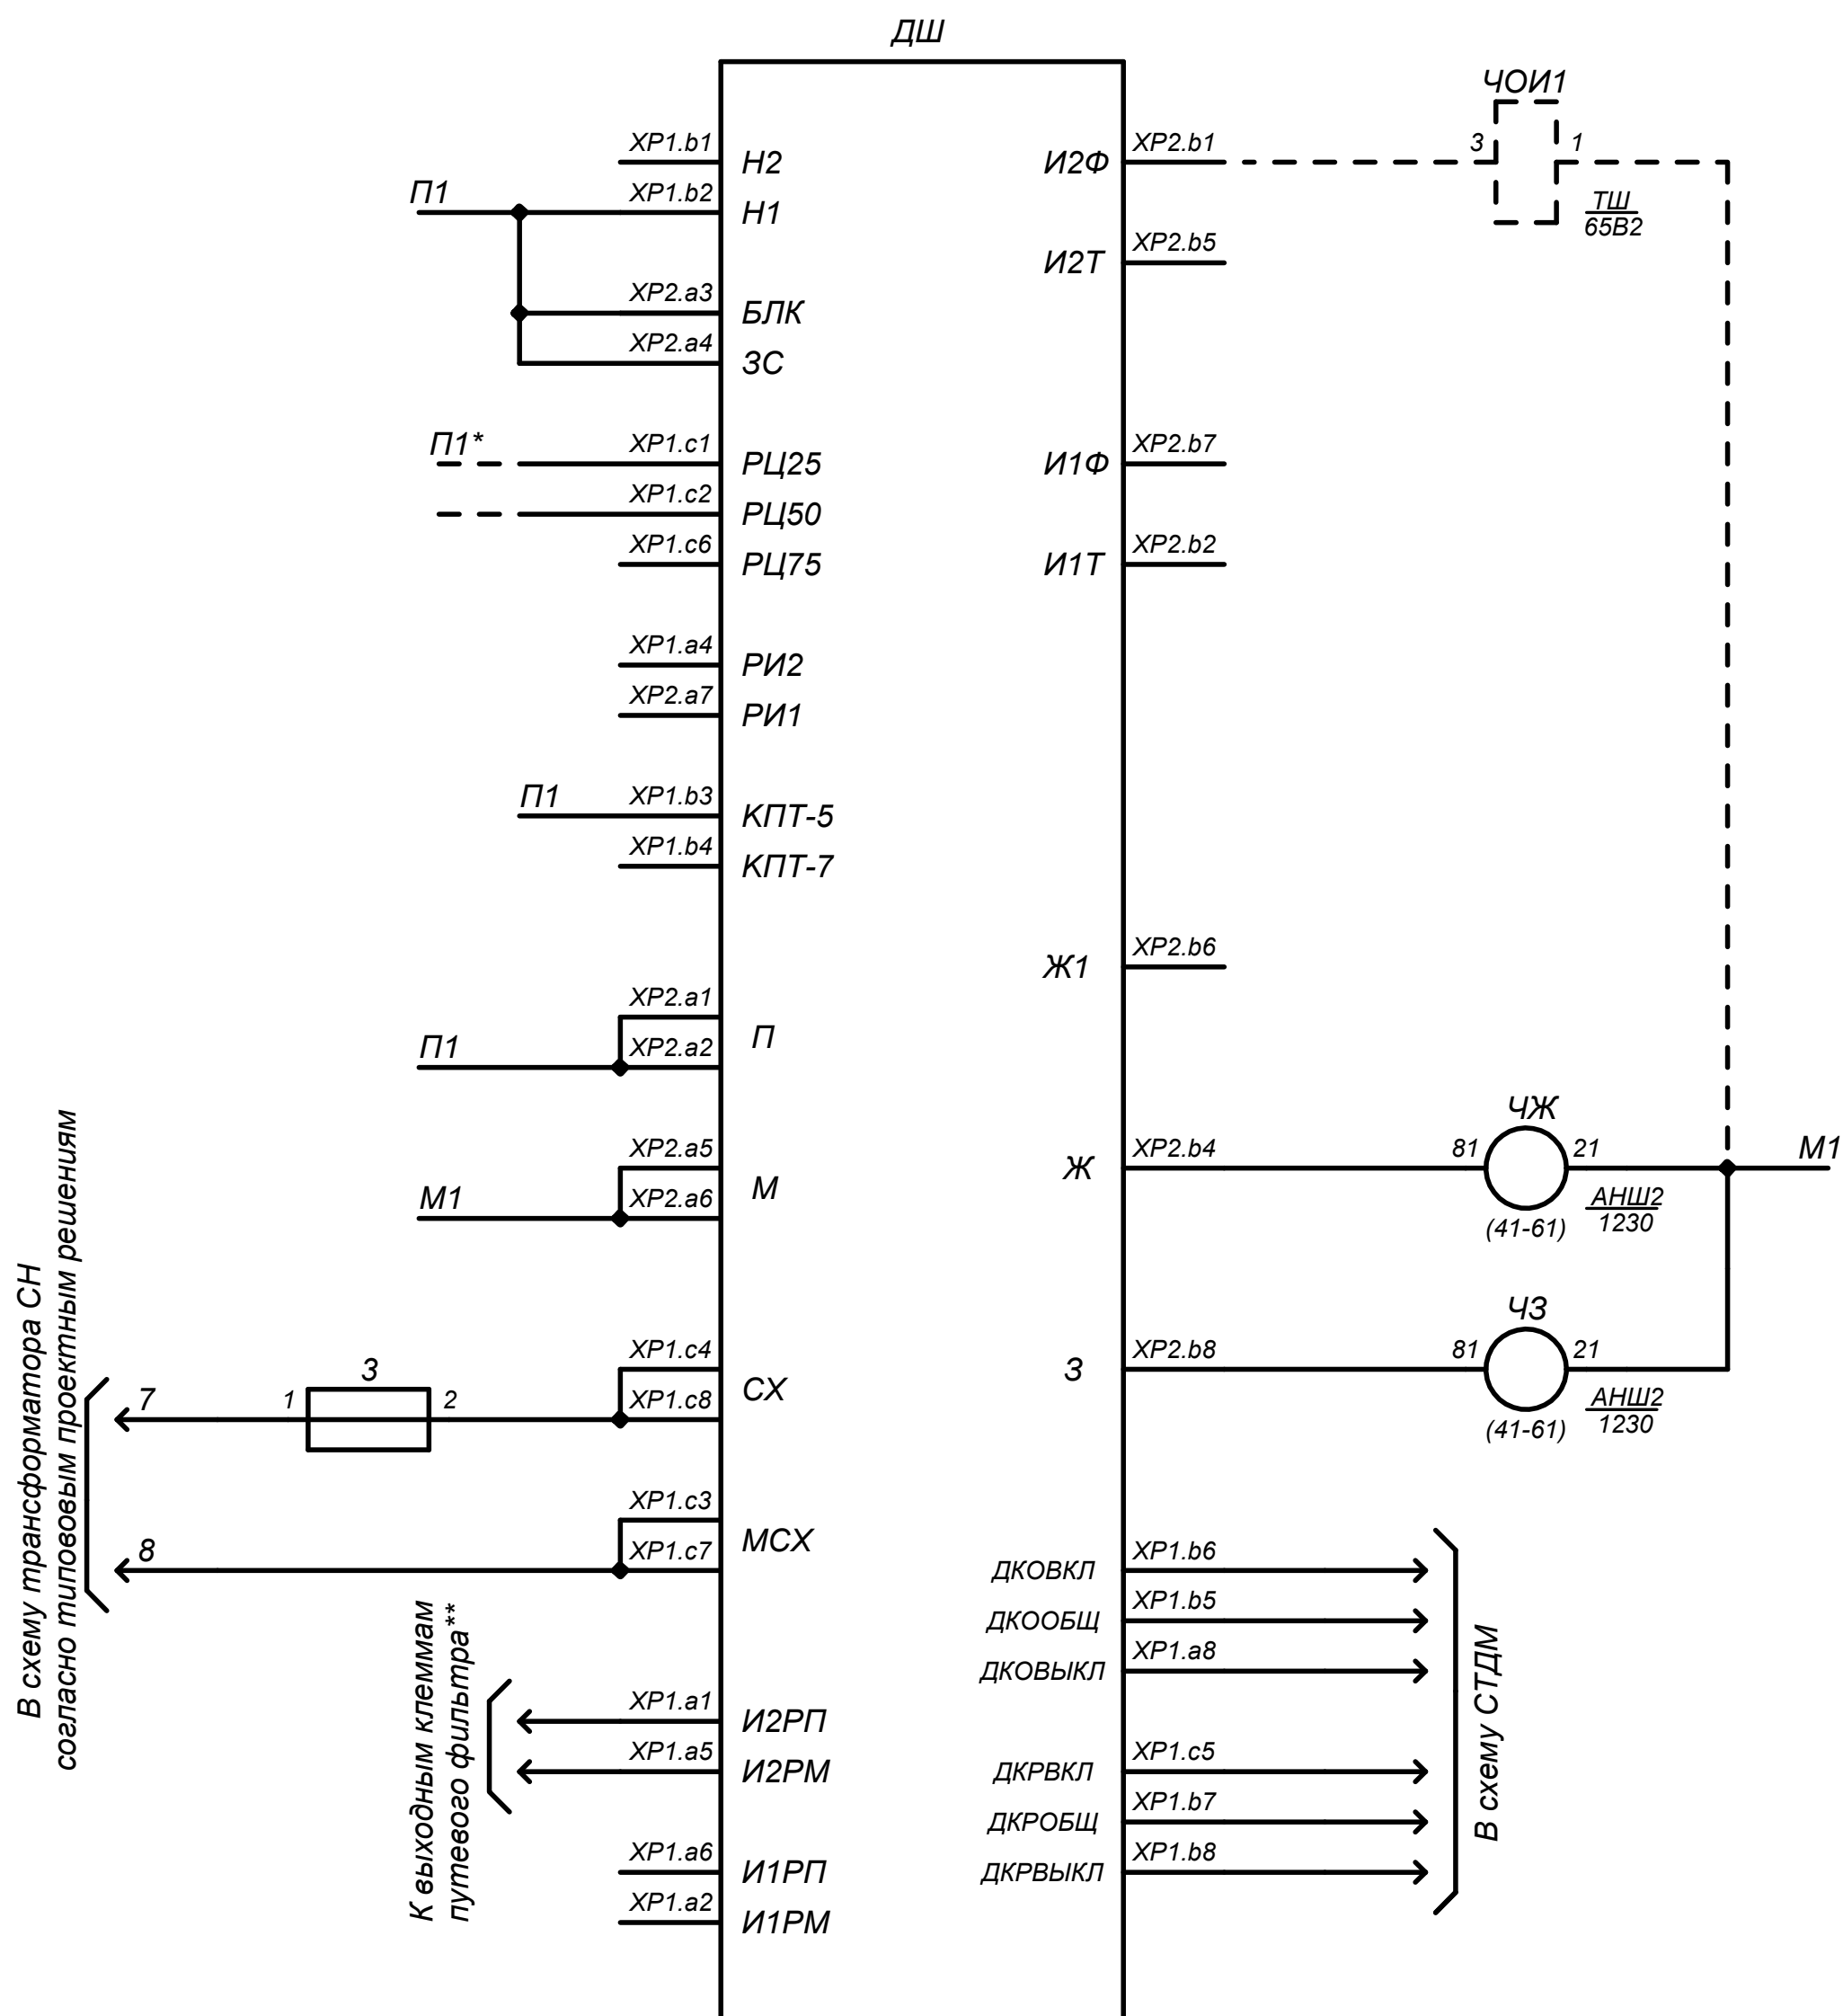 ДШ
ЧОИ1
XP1.b1
Н2
И2Ф
XP2.b1
3
1
П1
XP1.b2
Н1
ТШ
65В2
И2Т
XP2.b5
XP2.a3
БЛК
XP2.a4
ЗС
П1*
XP1.c1
РЦ25
И1Ф
XP2.b7
XP1.c2
РЦ50
XP1.c6
РЦ75
И1Т
XP2.b2
XP1.a4
РИ2
XP2.a7
РИ1
П1
XP1.b3
КПТ-5
XP1.b4
КПТ-7
Ж1
XP2.b6
XP2.a1
П
П1
XP2.a2
ЧЖ
XP2.a5
Ж
XP2.b4
81
21
М1
М
М1
XP2.a6
АНШ2
1230
(41-61)
ЧЗ
XP1.c4
З
XP2.b8
81
21
СХ
3
7
1
2
XP1.c8
АНШ2
1230
(41-61)
XP1.c3
МСХ
8
XP1.c7
В схему трансформатора СН
согласно типововым проектным решениям
ДКОВКЛ
XP1.b6
ДКООБЩ
XP1.b5
ДКОВЫКЛ
XP1.a8
К выходным клеммам
путевого фильтра**
XP1.a1
И2РП
XP1.a5
И2РМ
ДКРВКЛ
XP1.c5
ДКРОБЩ
XP1.b7
ДКРВЫКЛ
XP1.b8
В схему СТДМ
XP1.a6
И1РП
XP1.a2
И1РМ